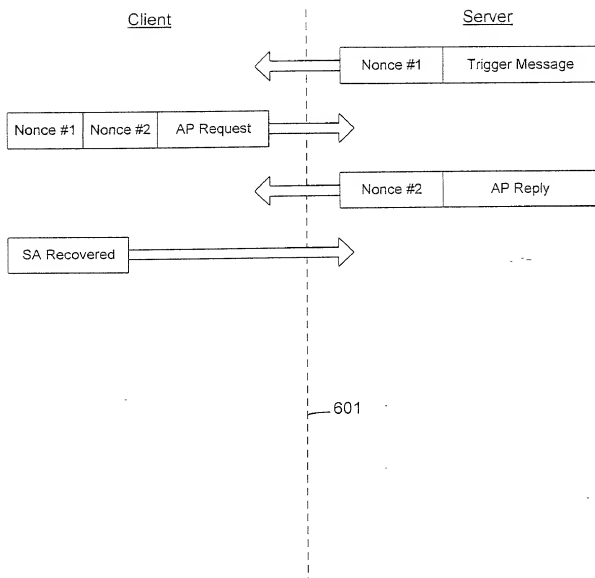 Client Server
Nonce #1 Trigger Message
Nonce #1 Nonce #2 AP Request
Nonce #2 AP Reply
SA Recovered
601